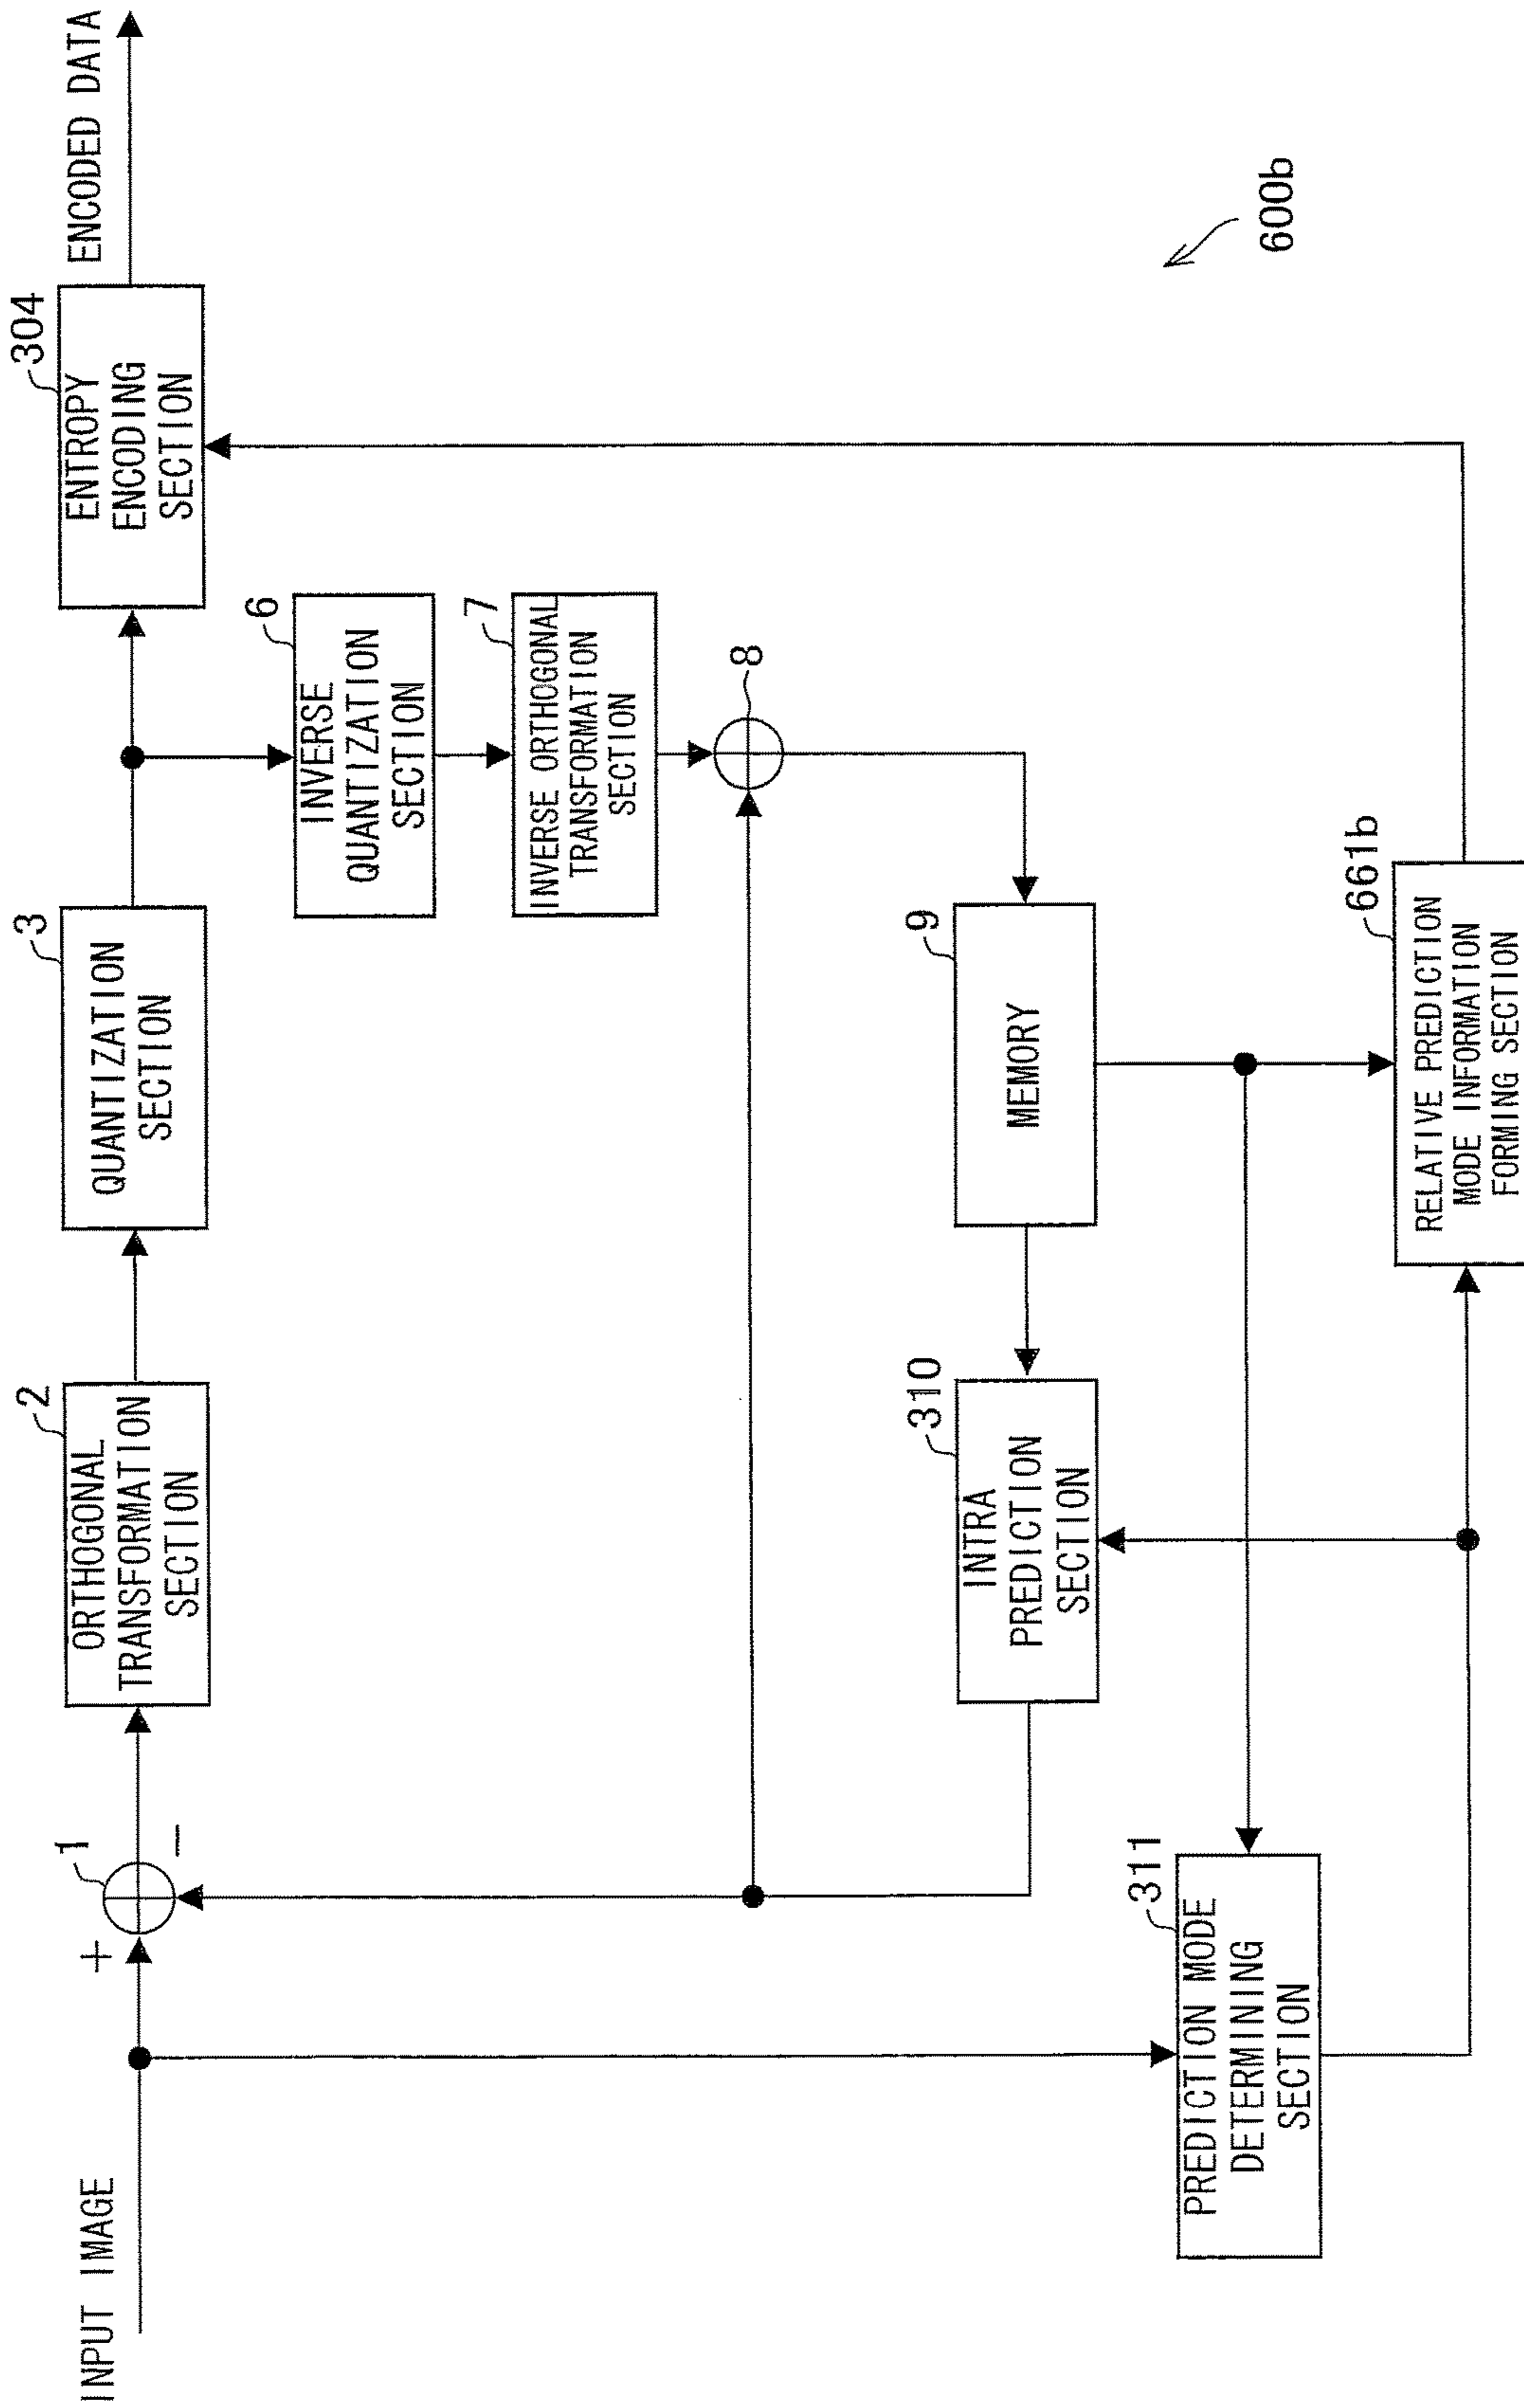 INPUT IMAGE
+
1
−
2
ORTHOGONAL
TRANSFORMATION
SECTION
3
QUANTIZATION
SECTION
304
ENTROPY
ENCODING
SECTION
ENCODED DATA
6
INVERSE
QUANTIZATION
SECTION
7
INVERSE ORTHOGONAL
TRANSFORMATION
SECTION
8
310
INTRA
PREDICTION
SECTION
9
MEMORY
311
PREDICTION MODE
DETERMINING
SECTION
661b
RELATIVE PREDICTION
MODE INFORMATION
FORMING SECTION
600b